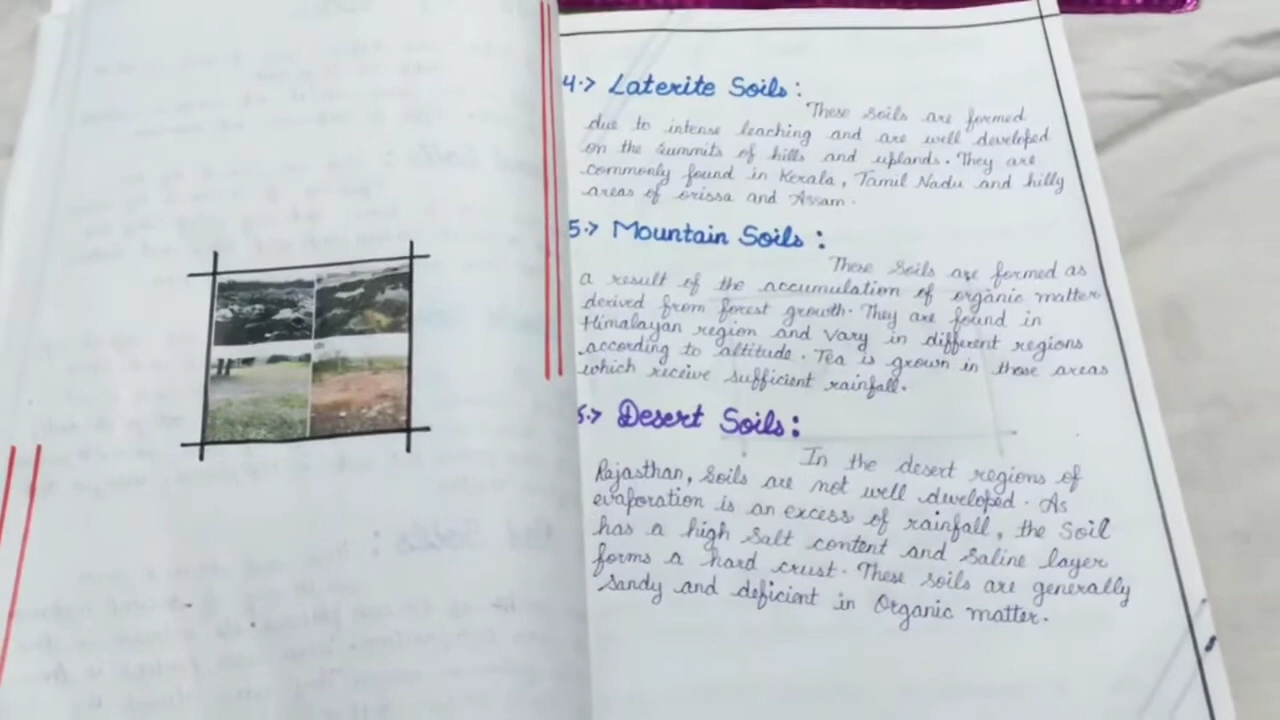 4.> Laterite Soils:
These Soils are formed
due to intense leaching and are well developed
on the summits of hills and uplands. They are
commonly found in Kerala, Tamil Nadu and hilly
areas of Orissa and Assam.
5.> Mountain Soils:
These Soils are formed as
a result of the accumulation of organic matter
derived from forest growth. They are found in
Himalayan region and vary in different regions
according to altitude. Tea is grown in those areas
which receive sufficient rainfall.
6.> Desert Soils:
In the desert regions of
Rajasthan, Soils are not well developed. As
evaporation is an excess of rainfall, the Soil
has a high Salt content and Saline layer
forms a hard crust. These soils are generally
Sandy and deficient in Organic matter.